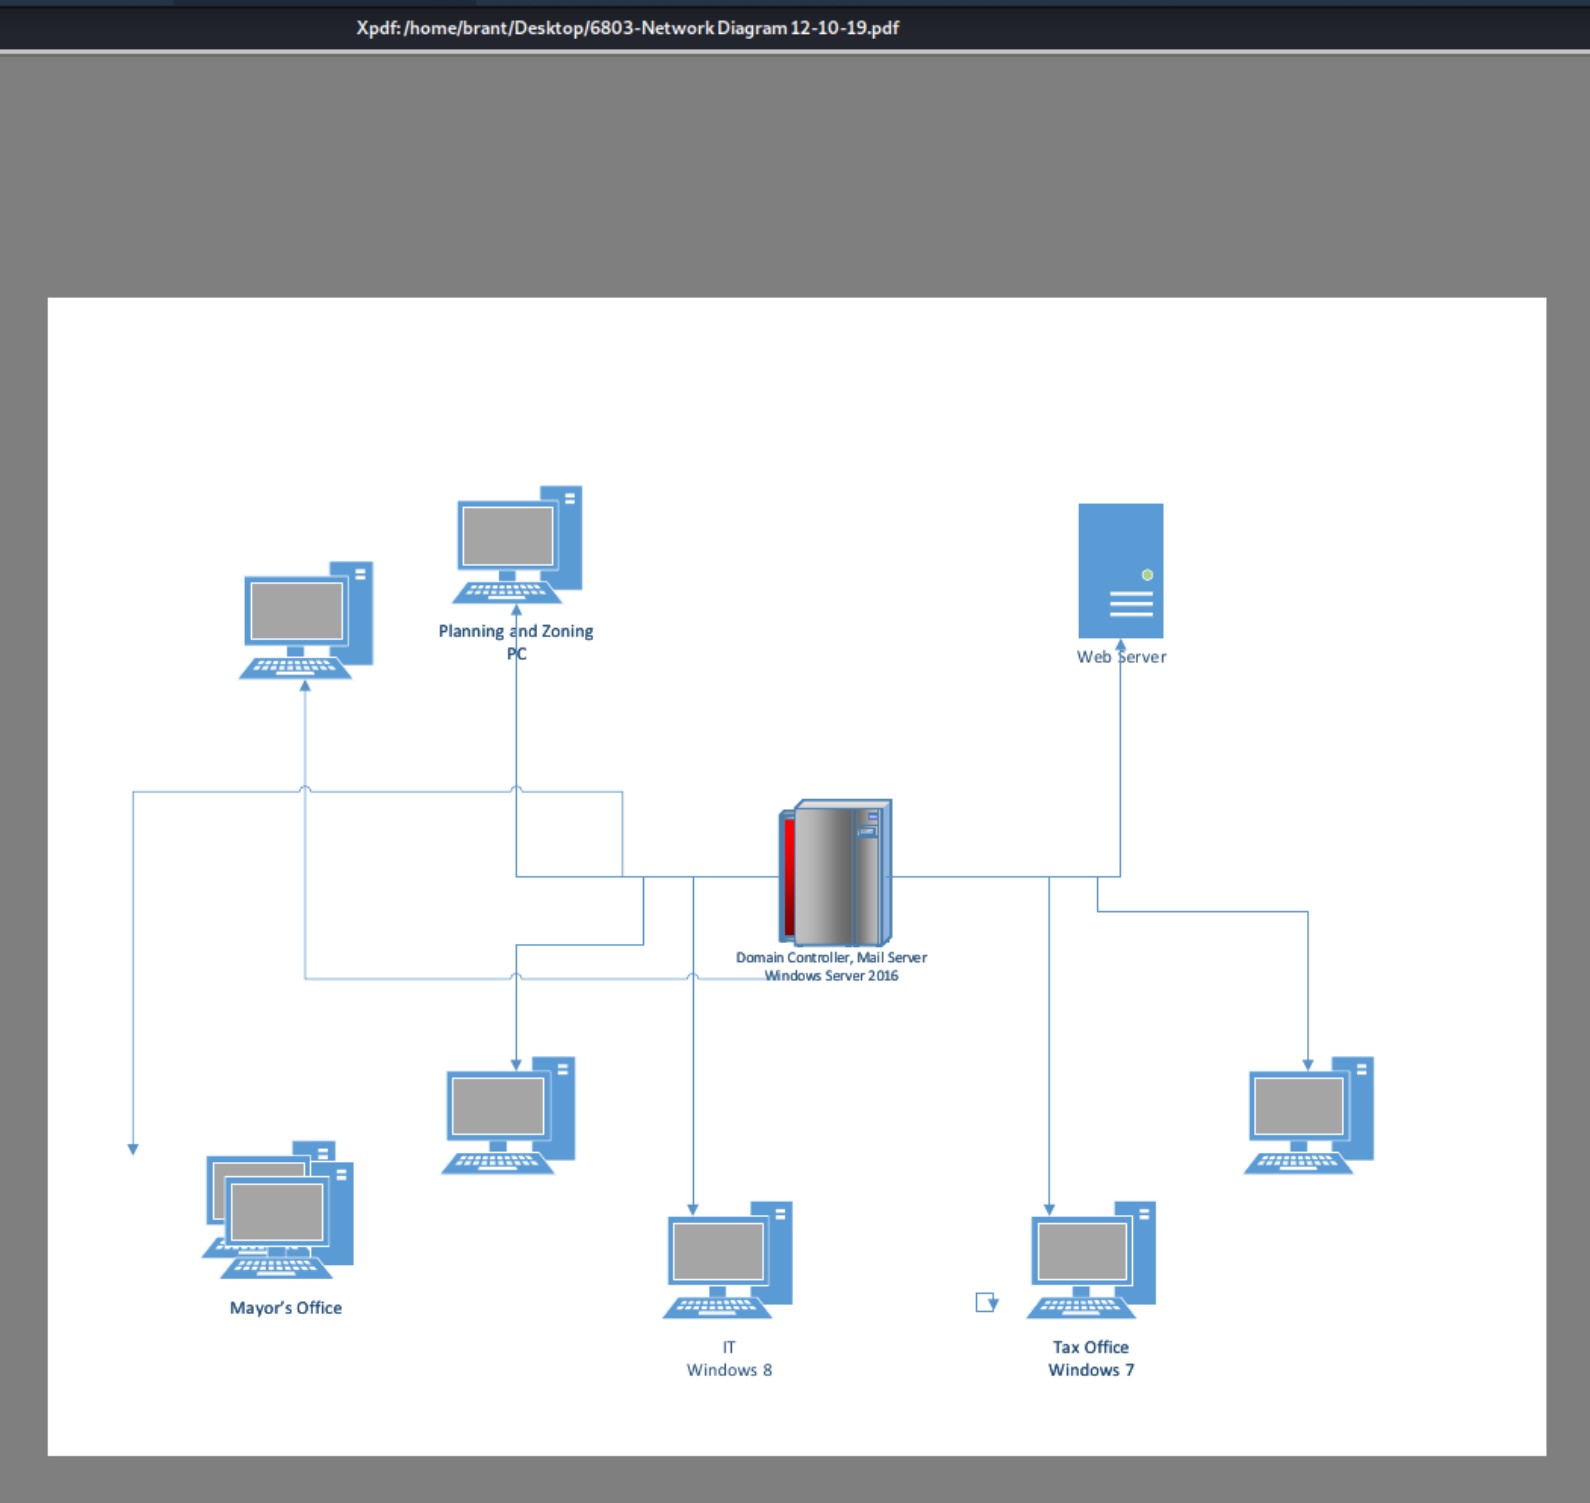 Xpdf: /home/brant/Desktop/6803-Network Diagram 12-10-19.pdf
Planning and Zoning
PC
Web Server
Domain Controller, Mail Server
Windows Server 2016
Mayor's Office
IT
Windows 8
Tax Office
Windows 7